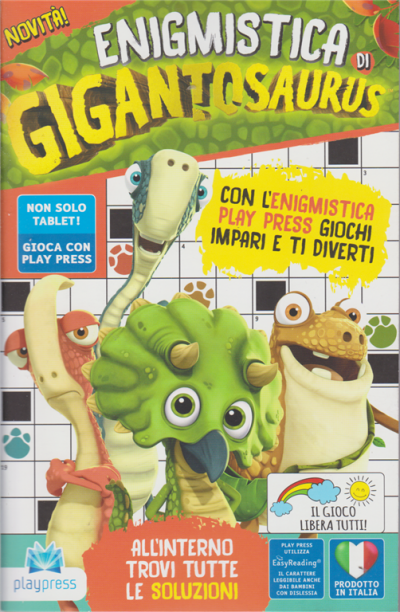 NOVITÀ!
ENIGMISTICA DI
GIGANTOSAURUS
NON SOLO
TABLET!
GIOCA CON
PLAY PRESS
CON L'ENIGMISTICA
PLAY PRESS GIOCHI
IMPARI E TI DIVERTI
IL GIOCO
LIBERA TUTTI!
ALL'INTERNO
TROVI TUTTE
LE SOLUZIONI
playpress
PLAY PRESS
UTILIZZA
EasyReading®
IL CARATTERE
LEGGIBILE ANCHE
DAI BAMBINI
CON DISLESSIA
PRODOTTO
IN ITALIA